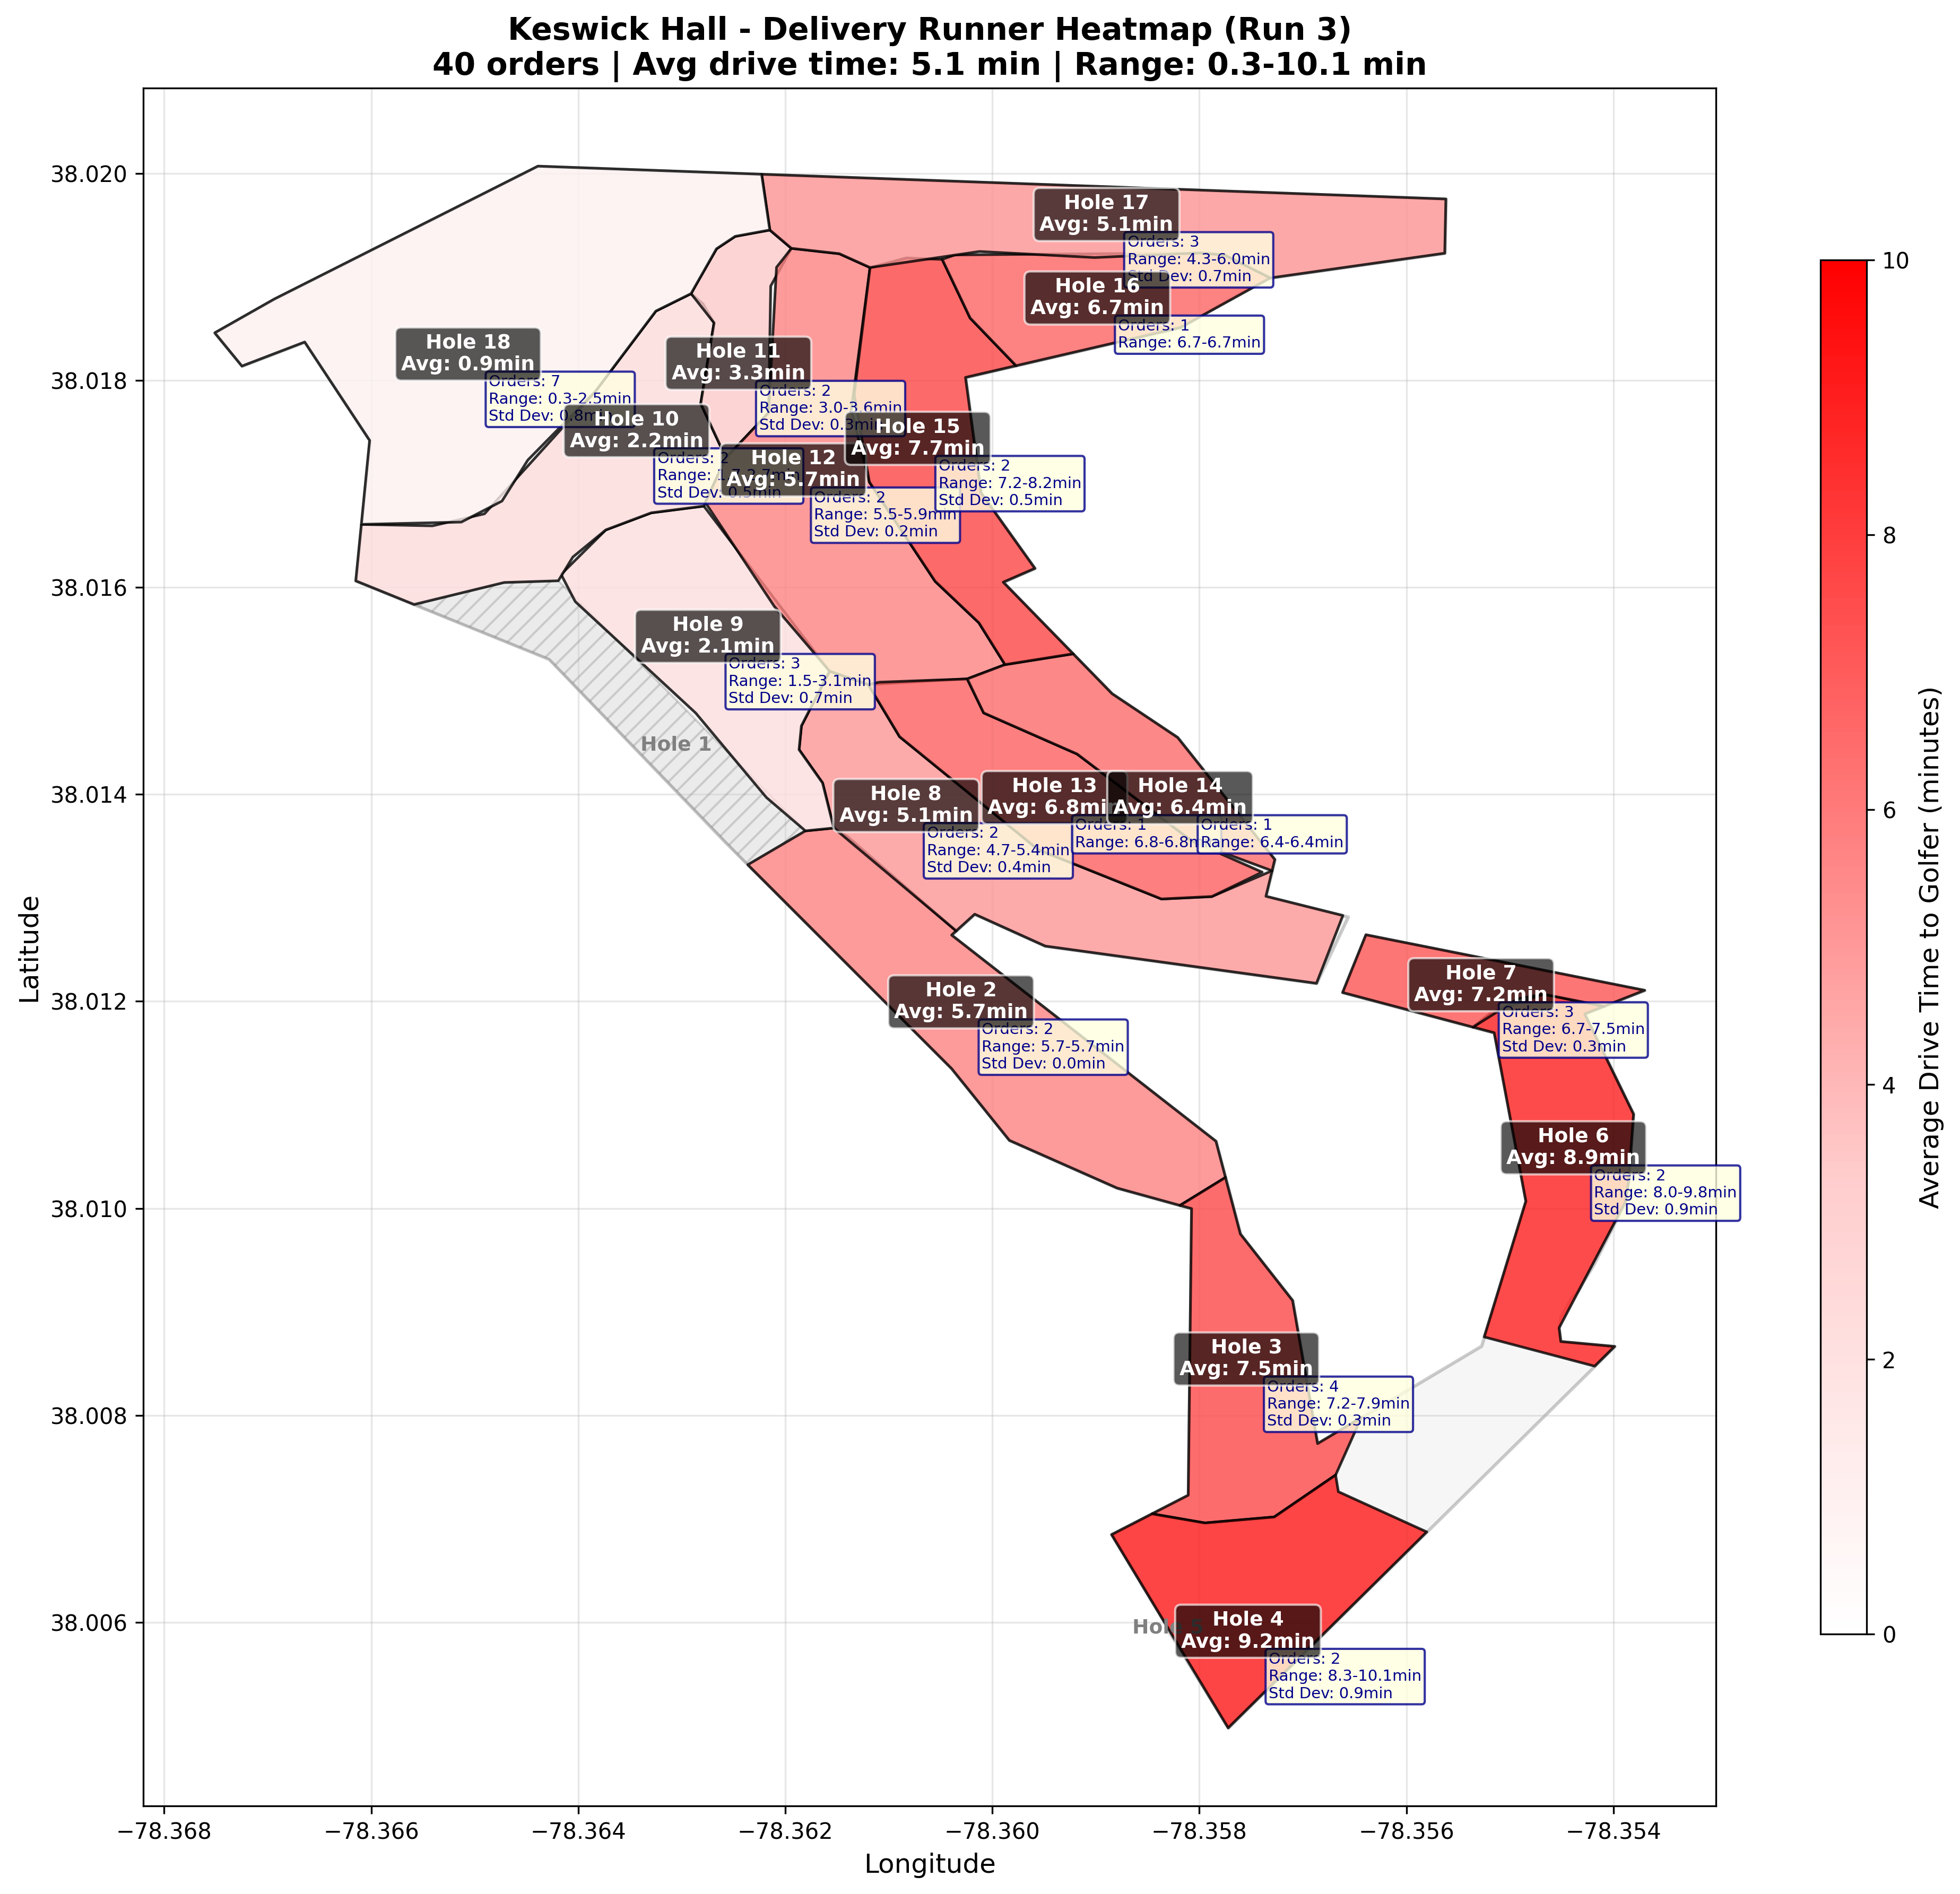 Keswick Hall - Delivery Runner Heatmap (Run 3)
40 orders | Avg drive time: 5.1 min | Range: 0.3-10.1 min
Hole 17
Avg: 5.1min
Orders: 3
Range: 4.3-6.0min
Std Dev: 0.7min
Hole 16
Avg: 6.7min
Orders: 1
Range: 6.7-6.7min
Hole 18
Avg: 0.9min
Orders: 7
Range: 0.3-2.5min
Std Dev: 0.8min
Hole 11
Avg: 3.3min
Orders: 2
Range: 3.0-3.6min
Std Dev: 0.3min
Hole 10
Avg: 2.2min
Orders: 2
Range:
Std Dev: 0.5min
Hole 15
Avg: 7.7min
Orders: 2
Range: 7.2-8.2min
Std Dev: 0.5min
Hole 12
Avg: 5.7min
Orders: 2
Range: 5.5-5.9min
Std Dev: 0.2min
Hole 9
Avg: 2.1min
Orders: 3
Range: 1.5-3.1min
Std Dev: 0.7min
Hole 1
Hole 8
Avg: 5.1min
Orders: 2
Range: 4.7-5.4min
Std Dev: 0.4min
Hole 13
Avg: 6.8min
Orders: 1
Range: 6.8-6.8m
Hole 14
Avg: 6.4min
Orders: 1
Range: 6.4-6.4min
Hole 2
Avg: 5.7min
Orders: 2
Range: 5.7-5.7min
Std Dev: 0.0min
Hole 7
Avg: 7.2min
Orders: 3
Range: 6.7-7.5min
Std Dev: 0.3min
Hole 6
Avg: 8.9min
Orders: 2
Range: 8.0-9.8min
Std Dev: 0.9min
Hole 3
Avg: 7.5min
Orders: 4
Range: 7.2-7.9min
Std Dev: 0.3min
Hole 4
Avg: 9.2min
Orders: 2
Range: 8.3-10.1min
Std Dev: 0.9min
38.020
38.018
38.016
38.014
38.012
38.010
38.008
38.006
Latitude
−78.368
−78.366
−78.364
−78.362
−78.360
−78.358
−78.356
−78.354
Longitude
10
8
6
4
2
0
Average Drive Time to Golfer (minutes)